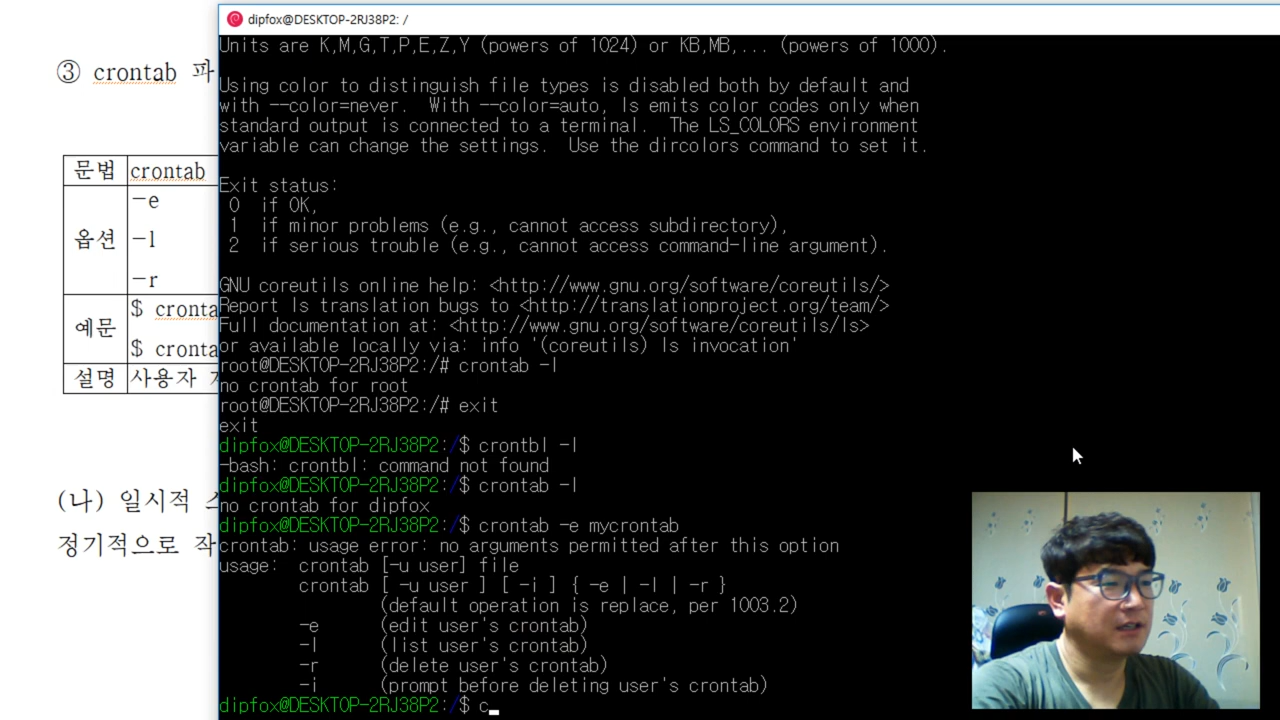 ③ crontab 파
문법 crontab
옵션
-e
-l
-r
예문
$ cronta
$ cronta
설명 사용자
(나) 일시적
정기적으로 작
dipfox@DESKTOP-2RJ38P2: /
Units are K,M,G,T,P,E,Z,Y (powers of 1024) or KB,MB,... (powers of 1000).
Using color to distinguish file types is disabled both by default and
with --color=never.  With --color=auto, ls emits color codes only when
standard output is connected to a terminal.  The LS_COLORS environment
variable can change the settings.  Use the dircolors command to set it.
Exit status:
0  if OK,
1  if minor problems (e.g., cannot access subdirectory),
2  if serious trouble (e.g., cannot access command-line argument).
GNU coreutils online help: <http://www.gnu.org/software/coreutils/>
Report ls translation bugs to <http://translationproject.org/team/>
Full documentation at: <http://www.gnu.org/software/coreutils/ls>
or available locally via: info '(coreutils) ls invocation'
root@DESKTOP-2RJ38P2:/# crontab -l
no crontab for root
root@DESKTOP-2RJ38P2:/# exit
exit
dipfox@DESKTOP-2RJ38P2:/$ crontbl -l
-bash: crontbl: command not found
dipfox@DESKTOP-2RJ38P2:/$ crontab -l
no crontab for dipfox
dipfox@DESKTOP-2RJ38P2:/$ crontab -e mycrontab
crontab: usage error: no arguments permitted after this option
usage:  crontab [-u user] file
crontab [ -u user ] [ -i ] { -e | -l | -r }
(default operation is replace, per 1003.2)
-e      (edit user's crontab)
-l      (list user's crontab)
-r      (delete user's crontab)
-i      (prompt before deleting user's crontab)
dipfox@DESKTOP-2RJ38P2:/$ c